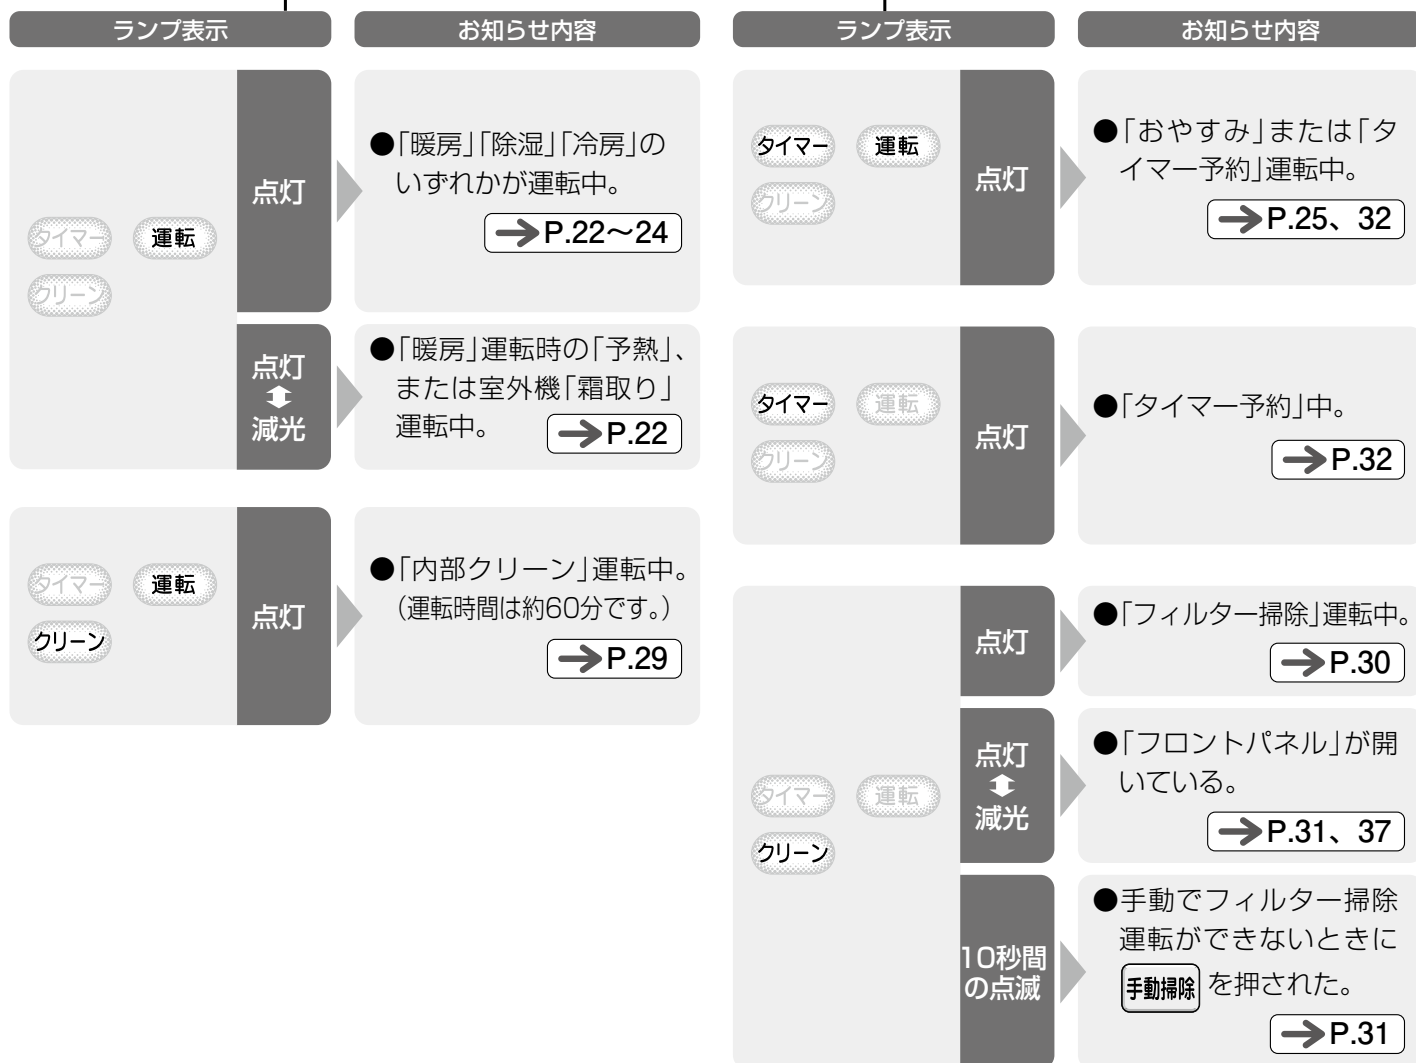 ランプ表示
お知らせ内容
タイマー
運転
クリーン
点灯
●「暖房」「除湿」「冷房」の
いずれかが運転中。
→P.22〜24
点灯
減光
●「暖房」運転時の「予熱」、
または室外機「霜取り」
運転中。
→P.22
タイマー
運転
クリーン
点灯
●「内部クリーン」運転中。
（運転時間は約60分です。）
→P.29
ランプ表示
お知らせ内容
タイマー
運転
クリーン
点灯
●「おやすみ」または「タ
イマー予約」運転中。
→P.25、32
タイマー
運転
クリーン
点灯
●「タイマー予約」中。
→P.32
タイマー
運転
クリーン
点灯
●「フィルター掃除」運転中。
→P.30
点灯
減光
●「フロントパネル」が開
いている。
→P.31、37
10秒間
の点滅
●手動でフィルター掃除
運転ができないときに
手動掃除 を押された。
→P.31